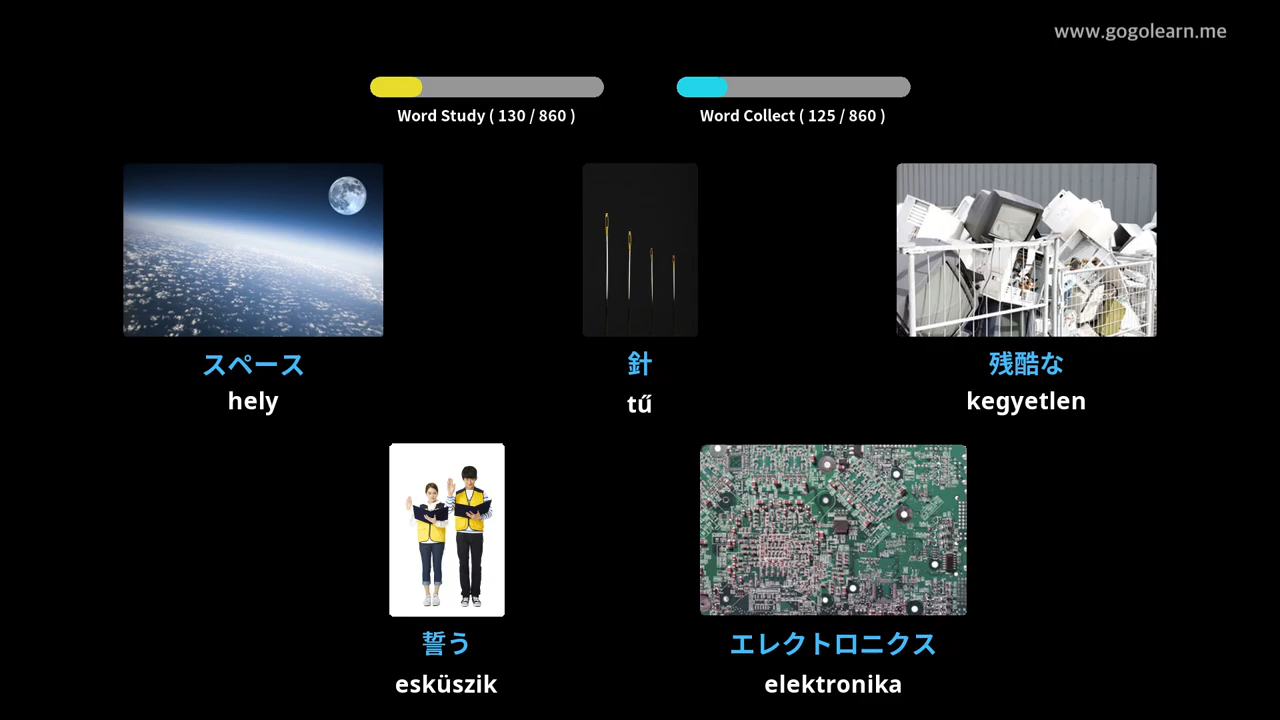 www.gogolearn.me
Word Study ( 130 / 860 )
Word Collect ( 125 / 860 )
スペース
hely
針
tű
残酷な
kegyetlen
誓う
esküszik
エレクトロニクス
elektronika